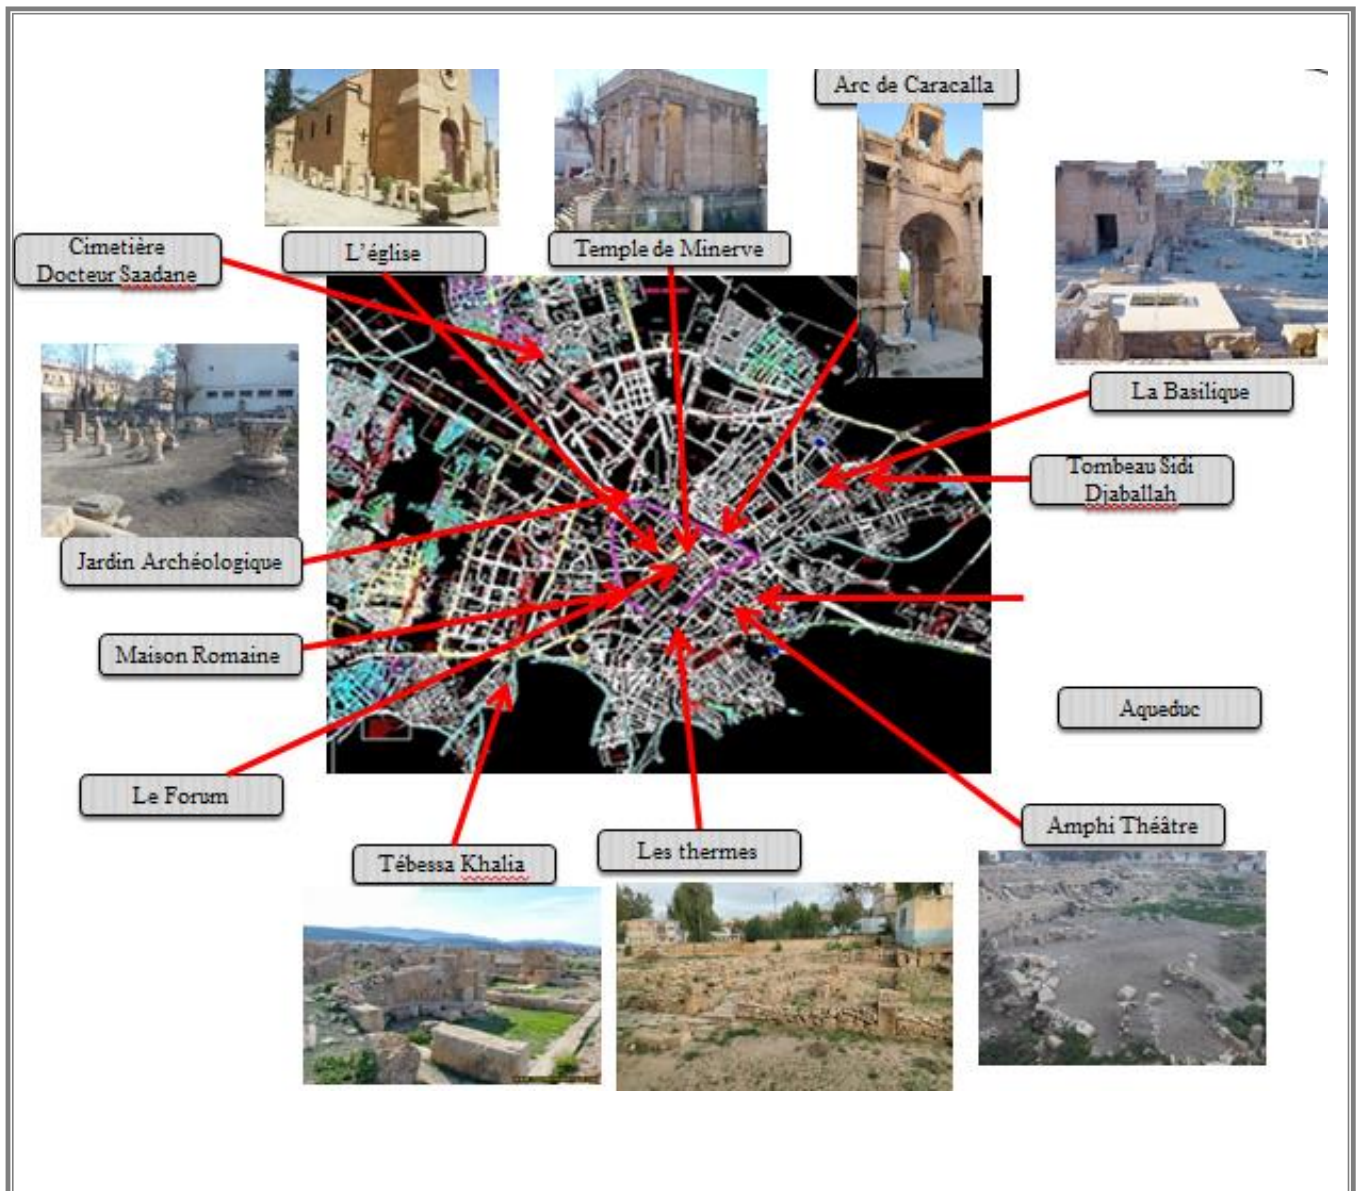 Arc de Caracalla
Cimetière
Docteur Saadane
L'église
Temple de Minerve
La Basilique
Tombeau Sidi
Djaballah
Jardin Archéologique
Maison Romaine
Aqueduc
Le Forum
Amphi Théâtre
Tébessa Khalia
Les thermes